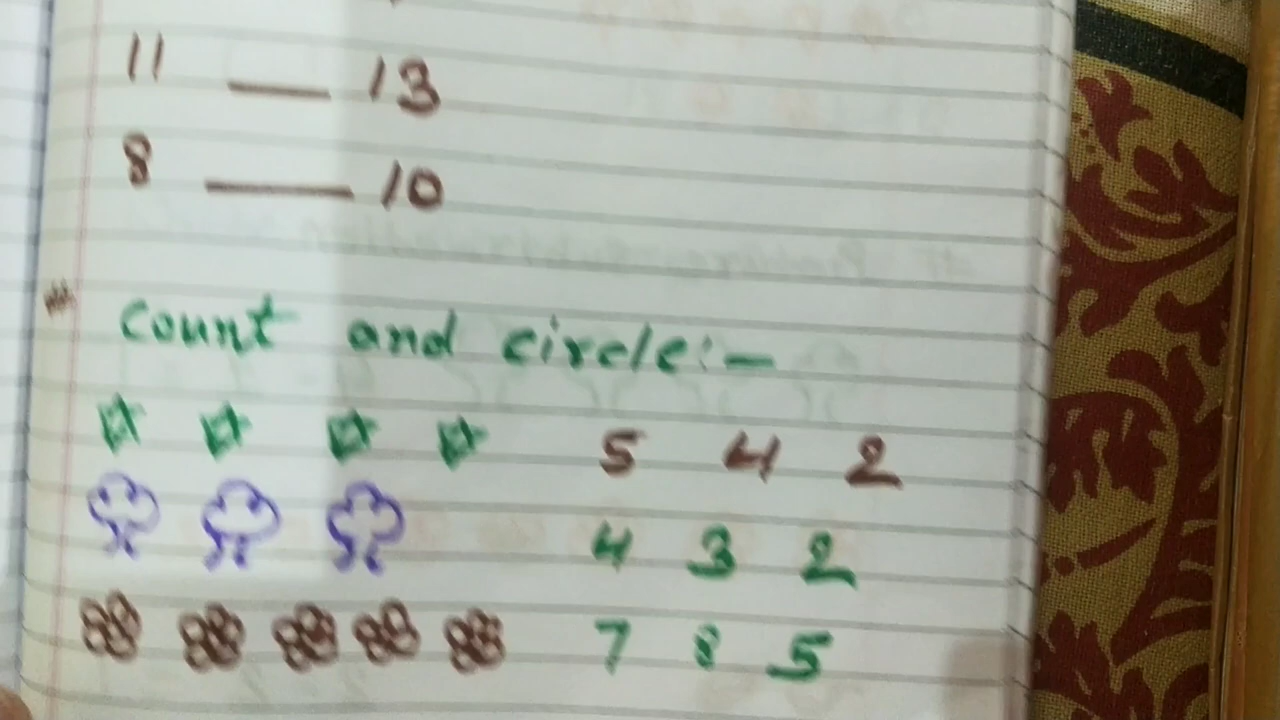 11 ___ 13
8 ___ 10
* count and circle:-
5 4 2
4 3 2
7 8 5